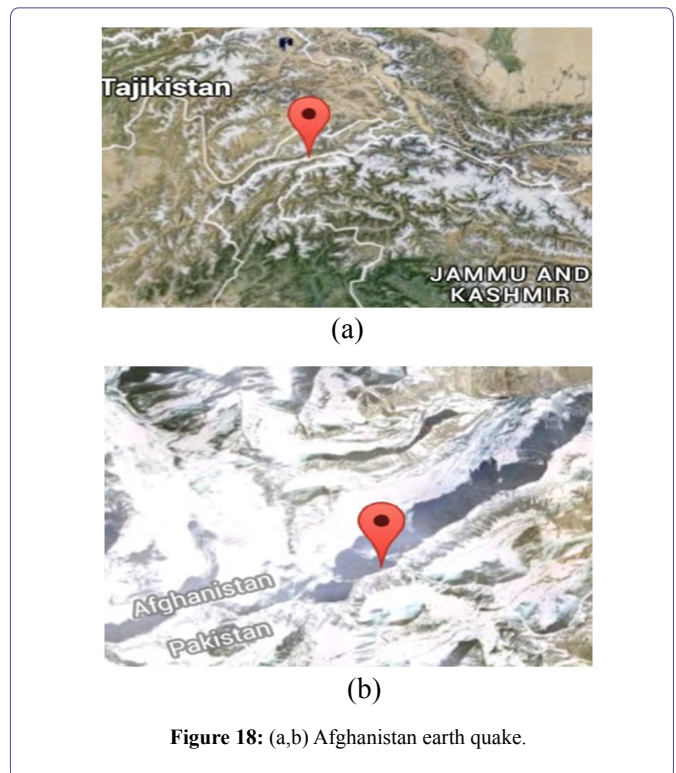 Tajikistan
JAMMU AND
KASHMIR
(a)
Afghanistan
Pakistan
(b)
Figure 18: (a,b) Afghanistan earth quake.